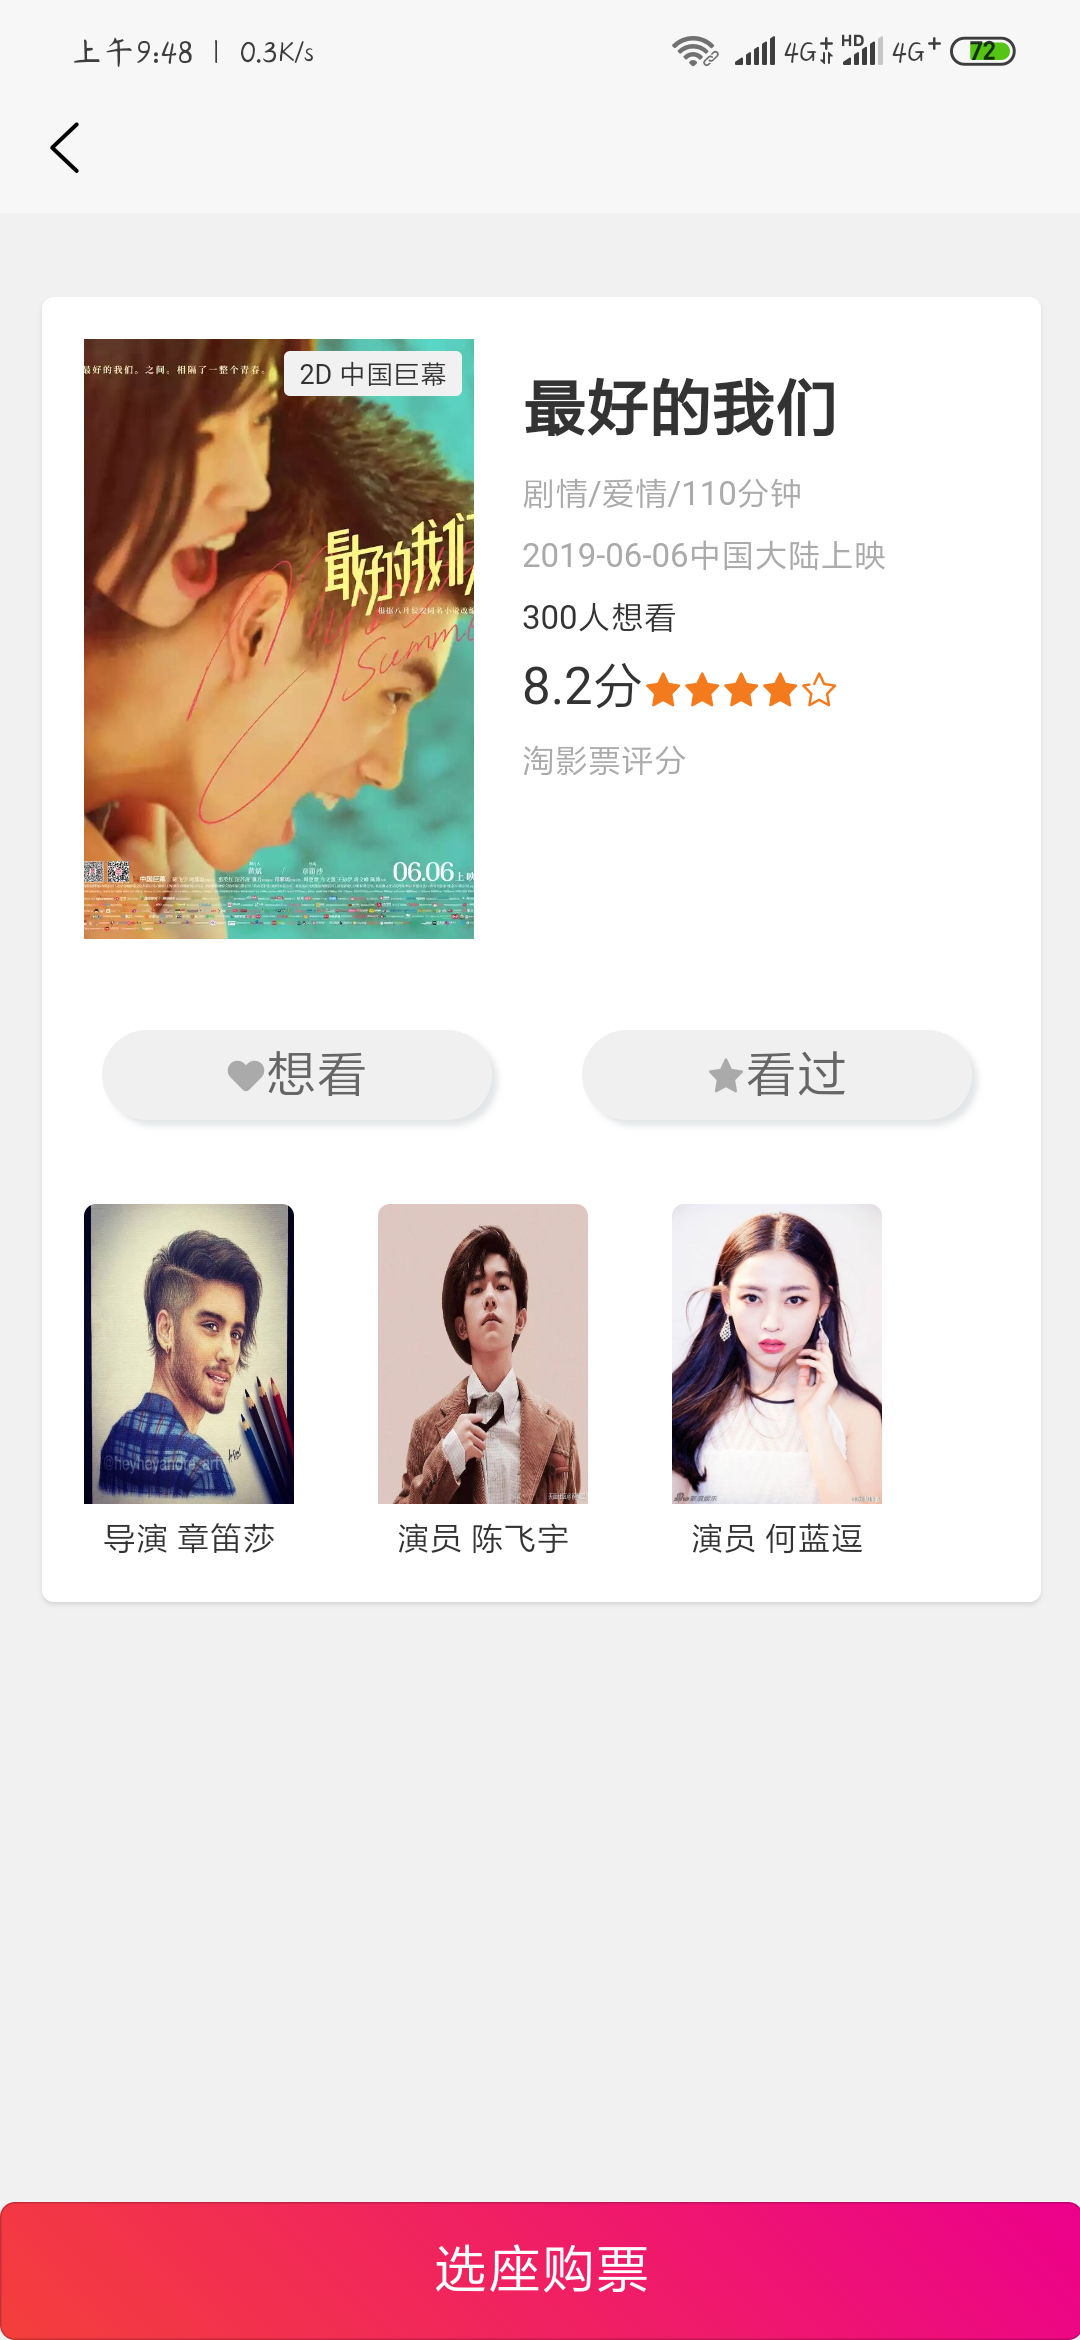 上午9:48 | 0.3K/s
4G+ HD 4G+ 72
最好的我们。之间。相隔了一整个青春。
2D 中国巨幕
最好的我们
剧情/爱情/110分钟
2019-06-06中国大陆上映
300人想看
8.2分
淘影票评分
最好的我们
Summer
06.06上映
想看
看过
导演 章笛莎
演员 陈飞宇
演员 何蓝逗
选座购票